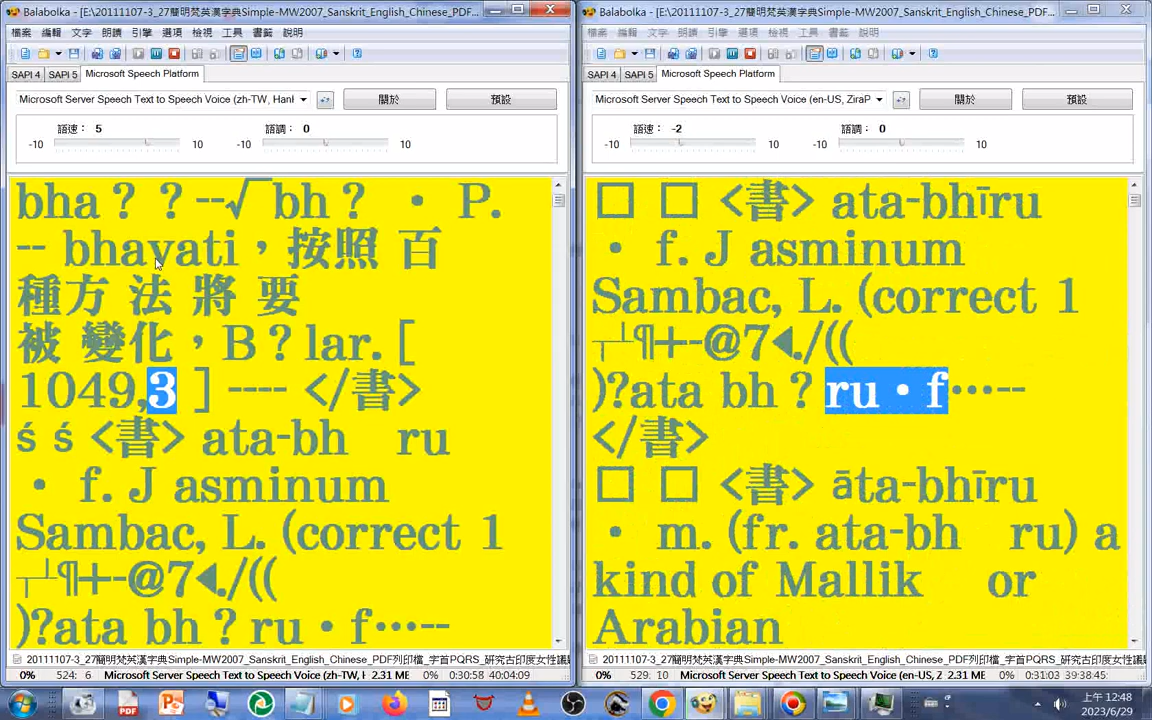 Balabolka - [E:\20111107-3_27簡明梵英漢字典Simple-MW2007_Sanskrit_English_Chinese_PDF...
檔案 編輯 文字 朗讀 引擎 選項 檢視 工具 書籤 說明
SAPI 4 SAPI 5 Microsoft Speech Platform
Microsoft Server Speech Text to Speech Voice (zh-TW, Hanl 關於 預設
語速： 5 語調： 0
-10 10 -10 10
bha？？--√bh？ • P.
-- bhavati，按照 百
種方 法 將 要
被 變化，B？lar. [
1049,3 ] ---- </書>
ś ś <書> ata-bh ru
• f. J asminum
Sambac, L. (correct 1
┬┴¶+-@7◀./((
)?ata bh？ru•f…--
20111107-3_27簡明梵英漢字典Simple-MW2007_Sanskrit_English_Chinese_PDF列印檔_字首PQRS_研究古印度女性議
0% 524: 6 Microsoft Server Speech Text to Speech Voice (zh-TW, H 2.31 ME 0% 0:30:58 40:04:09
Balabolka - [E:\20111107-3_27簡明梵英漢字典Simple-MW2007_Sanskrit_English_Chinese_PDF...
檔案 編輯 文字 朗讀 引擎 選項 檢視 工具 書籤 說明
SAPI 4 SAPI 5 Microsoft Speech Platform
Microsoft Server Speech Text to Speech Voice (en-US, ZiraP 關於 預設
語速： -2 語調： 0
-10 10 -10 10
□ □ <書> ata-bhīru
• f. J asminum
Sambac, L. (correct 1
┬┴¶+-@7◀./((
)?ata bh？ru•f…--
</書>
□ □ <書> āta-bhīru
• m. (fr. ata-bh ru) a
kind of Mallik or
Arabian
20111107-3_27簡明梵英漢字典Simple-MW2007_Sanskrit_English_Chinese_PDF列印檔_字首PQRS_研究古印度女性議題
0% 529: 10 Microsoft Server Speech Text to Speech Voice (en-US, Z 2.31 ME 0% 0:31:03 39:38:45
上午 12:48
2023/6/29